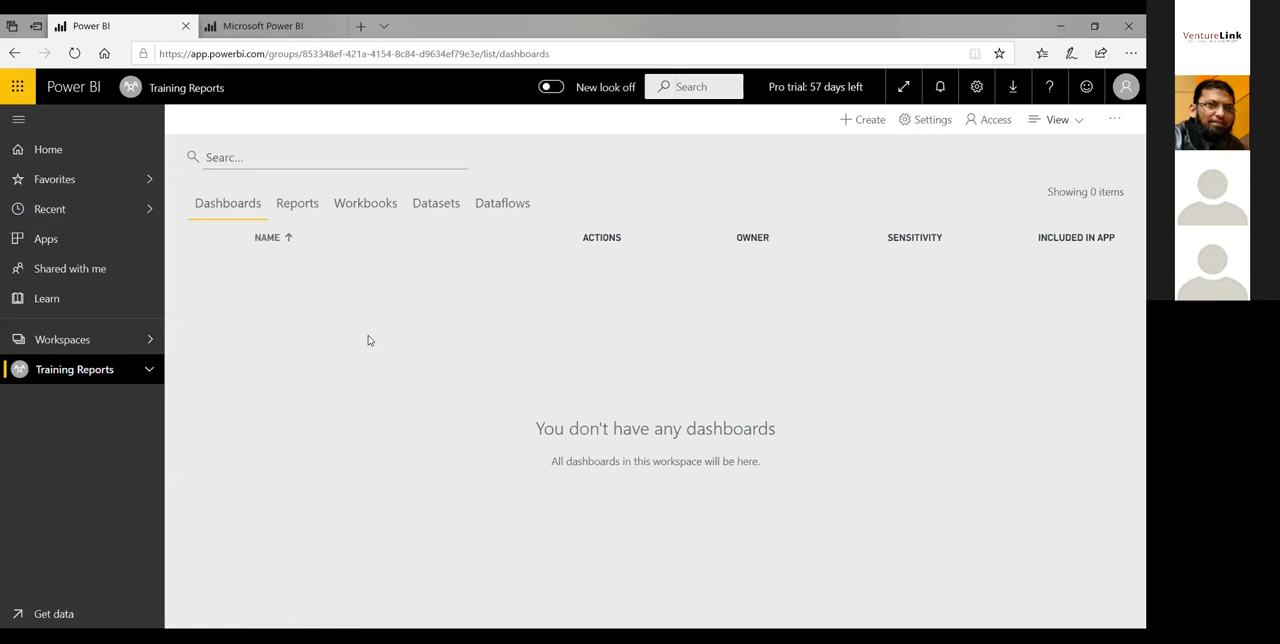 Power BI
Microsoft Power BI
https://app.powerbi.com/groups/853348ef-421a-4154-8c84-d9634ef79e3e/list/dashboards
Power BI
Training Reports
New look off
Search
Pro trial: 57 days left
Create
Settings
Access
View
Home
Favorites
Recent
Apps
Shared with me
Learn
Workspaces
Training Reports
Get data
Searc...
Showing 0 items
Dashboards
Reports
Workbooks
Datasets
Dataflows
NAME
ACTIONS
OWNER
SENSITIVITY
INCLUDED IN APP
You don't have any dashboards
All dashboards in this workspace will be here.
VentureLink